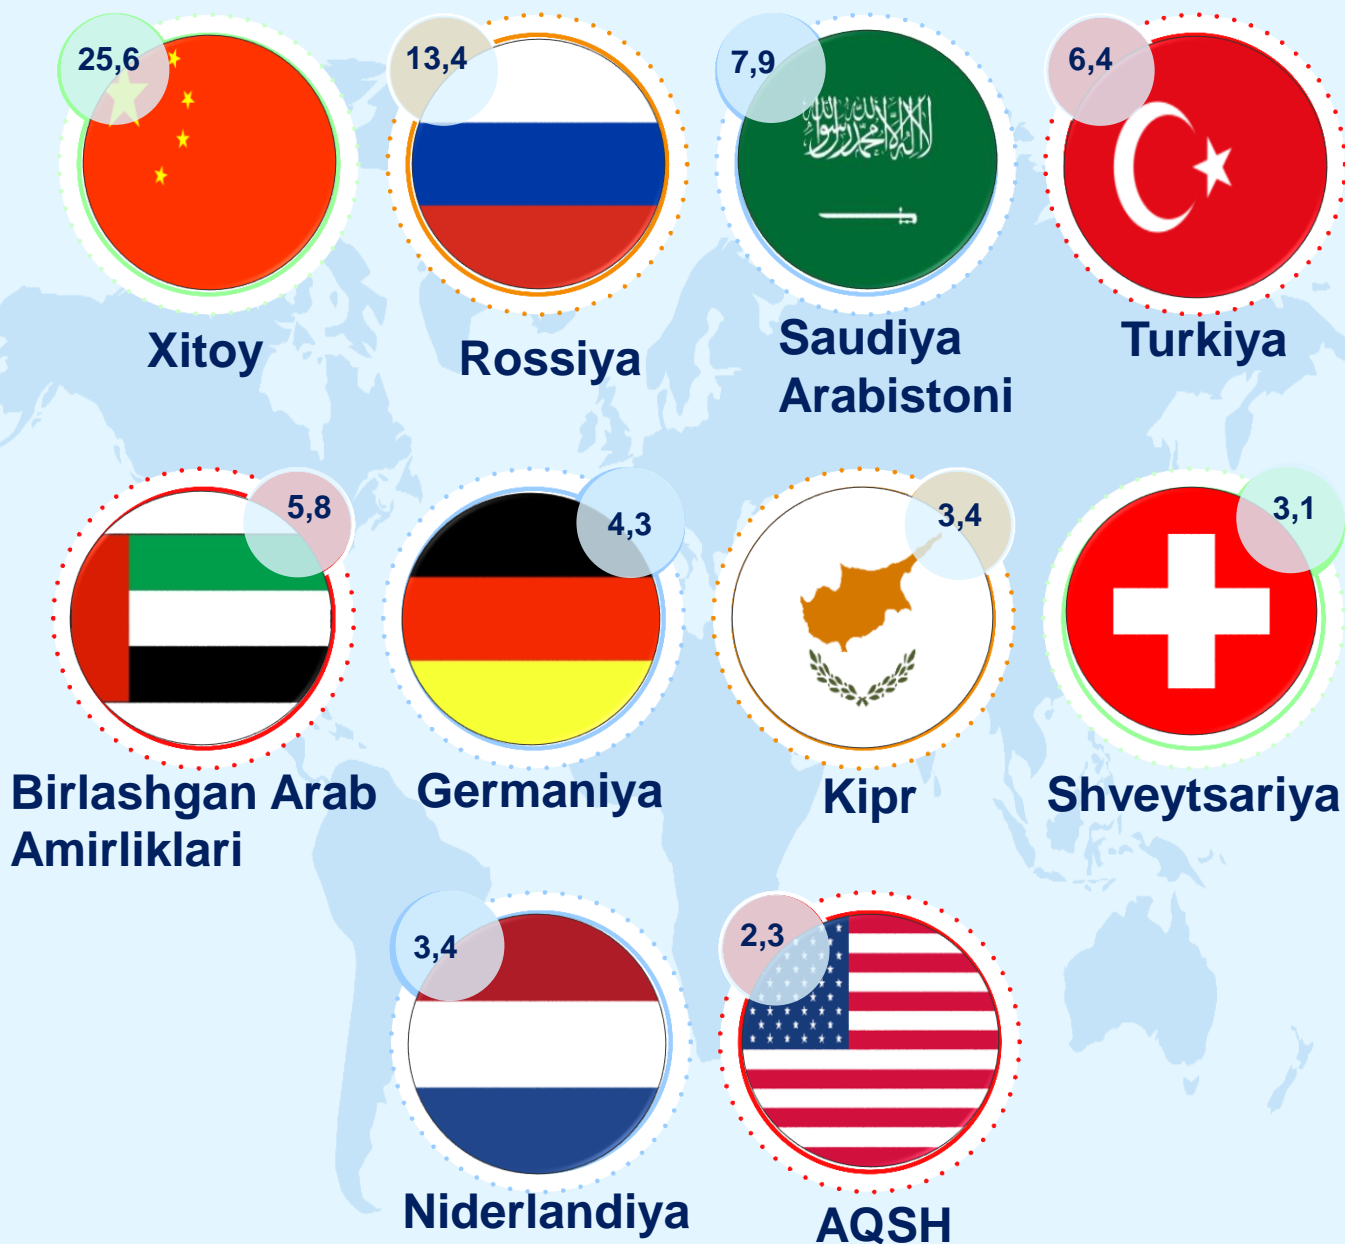 25,6
13,4
7,9
6,4
Xitoy
Rossiya
Saudiya
Arabistoni
Turkiya
5,8
4,3
3,4
3,1
Birlashgan Arab
Amirliklari
Germaniya
Kipr
Shveytsariya
3,4
2,3
Niderlandiya
AQSH